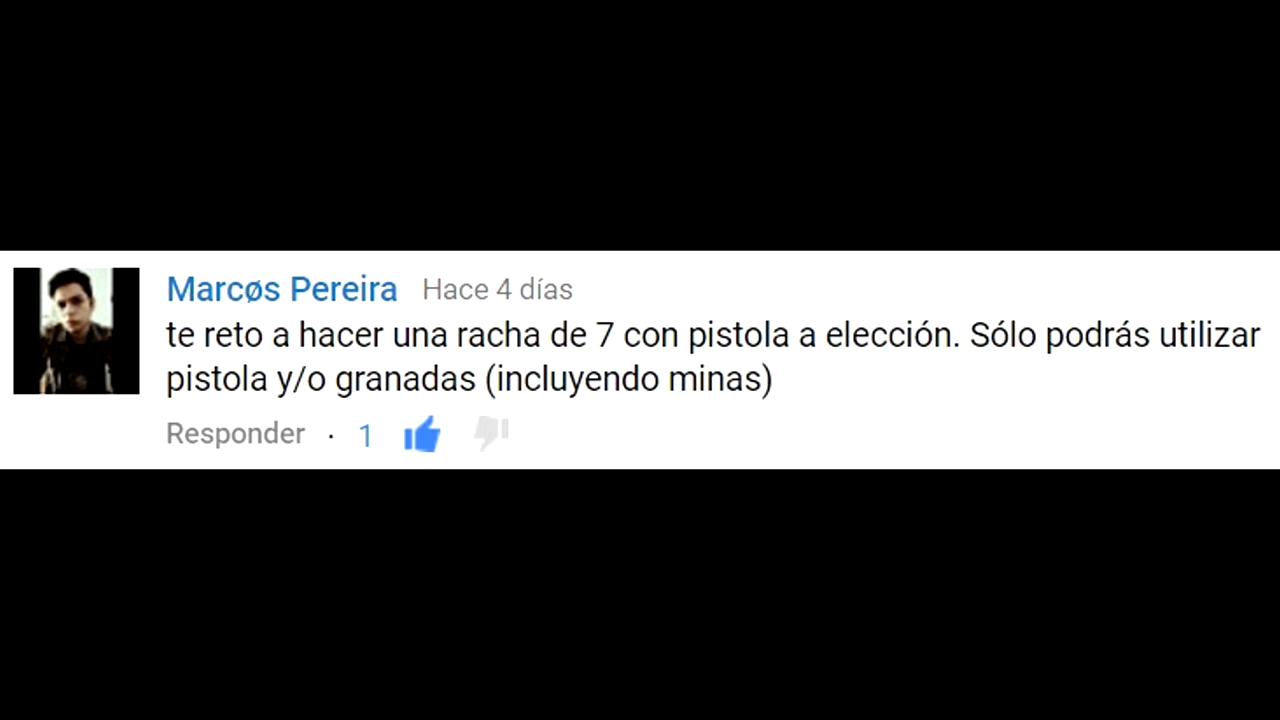 Marcøs Pereira Hace 4 días
te reto a hacer una racha de 7 con pistola a elección. Sólo podrás utilizar
pistola y/o granadas (incluyendo minas)
Responder · 1